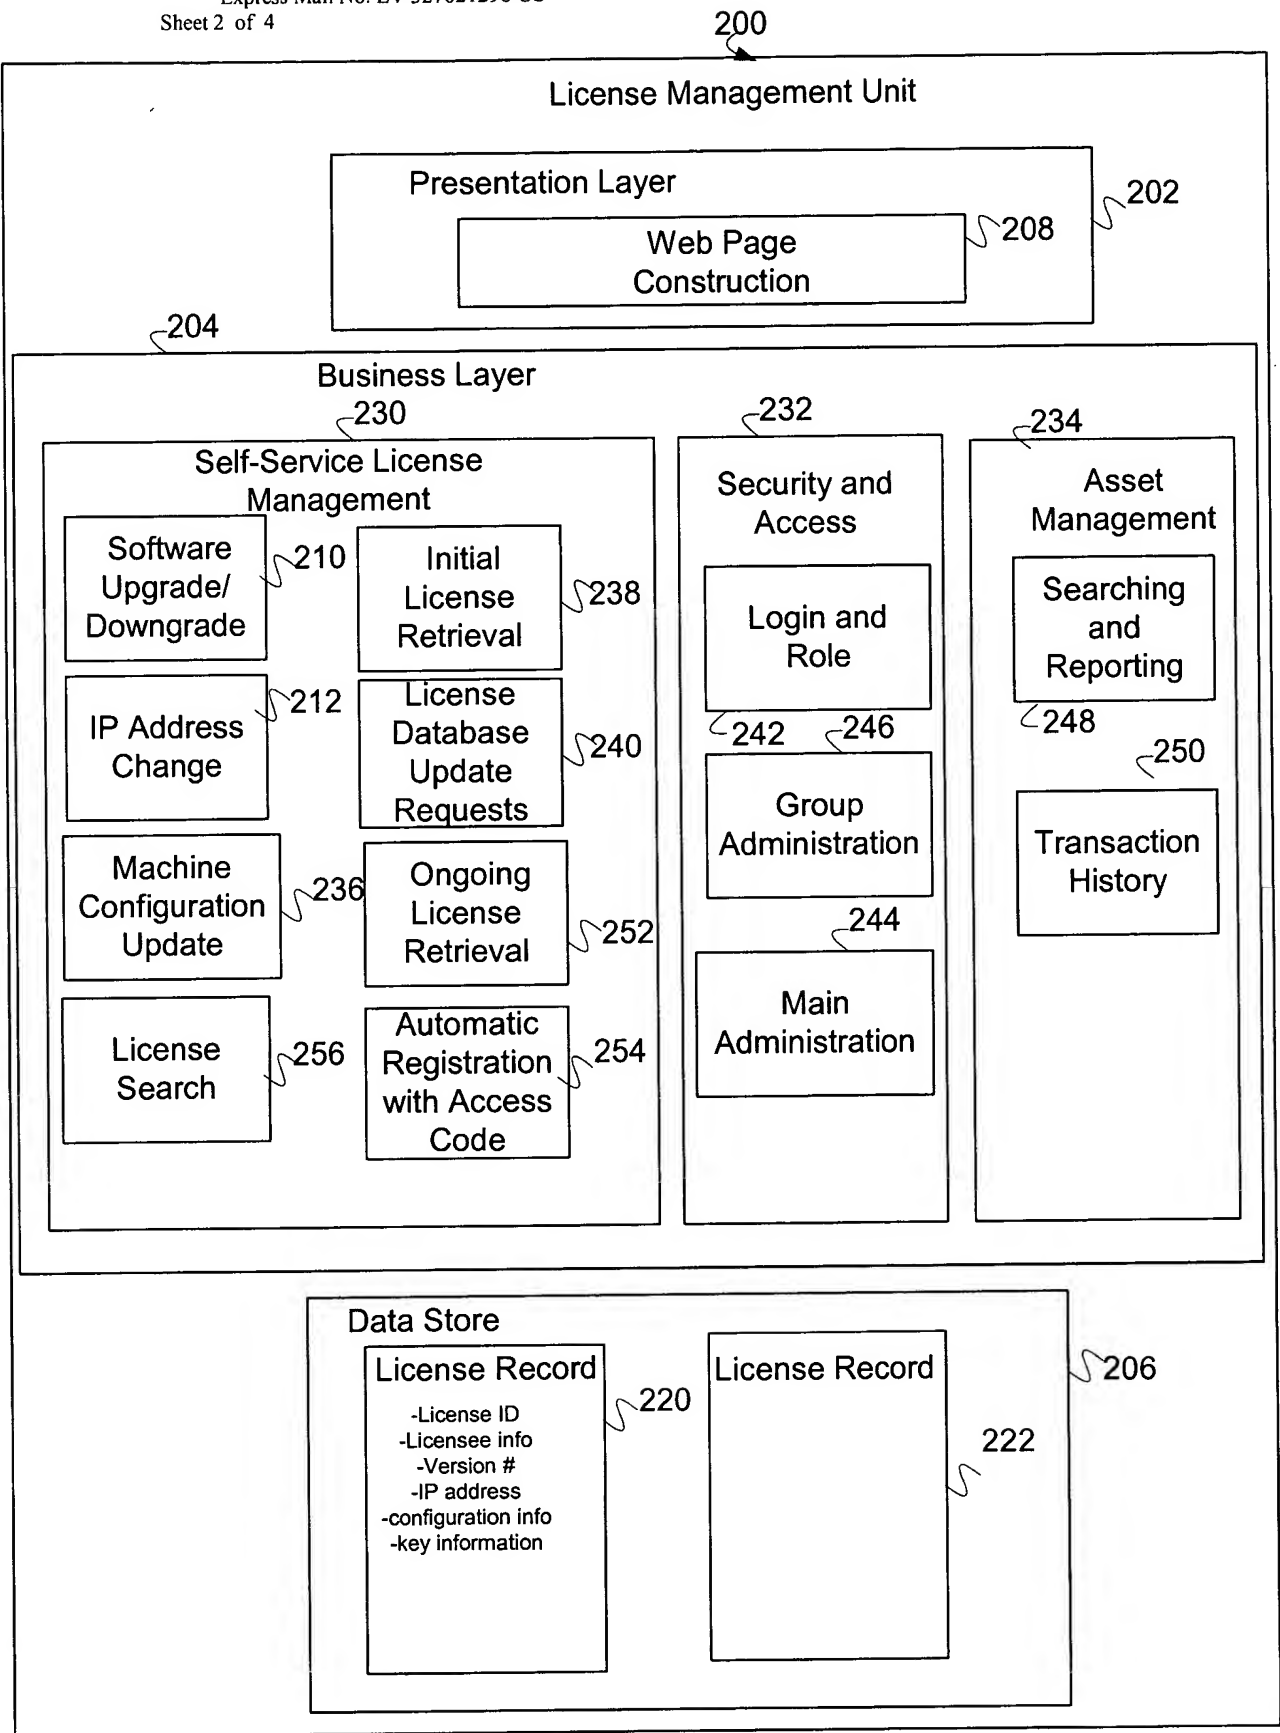 Sheet 2 of 4
200
License Management Unit
Presentation Layer
202
208
Web Page
Construction
204
Business Layer
230
232
234
Self-Service License
Management
Security and
Access
Asset
Management
Software
Upgrade/
Downgrade
210
Initial
License
Retrieval
238
Login and
Role
242
Searching
and
Reporting
248
IP Address
Change
212
License
Database
Update
Requests
240
246
Group
Administration
250
Transaction
History
Machine
Configuration
Update
236
Ongoing
License
Retrieval
252
244
Main
Administration
License
Search
256
Automatic
Registration
with Access
Code
254
Data Store
206
License Record
220
-License ID
-Licensee info
-Version #
-IP address
-configuration info
-key information
License Record
222